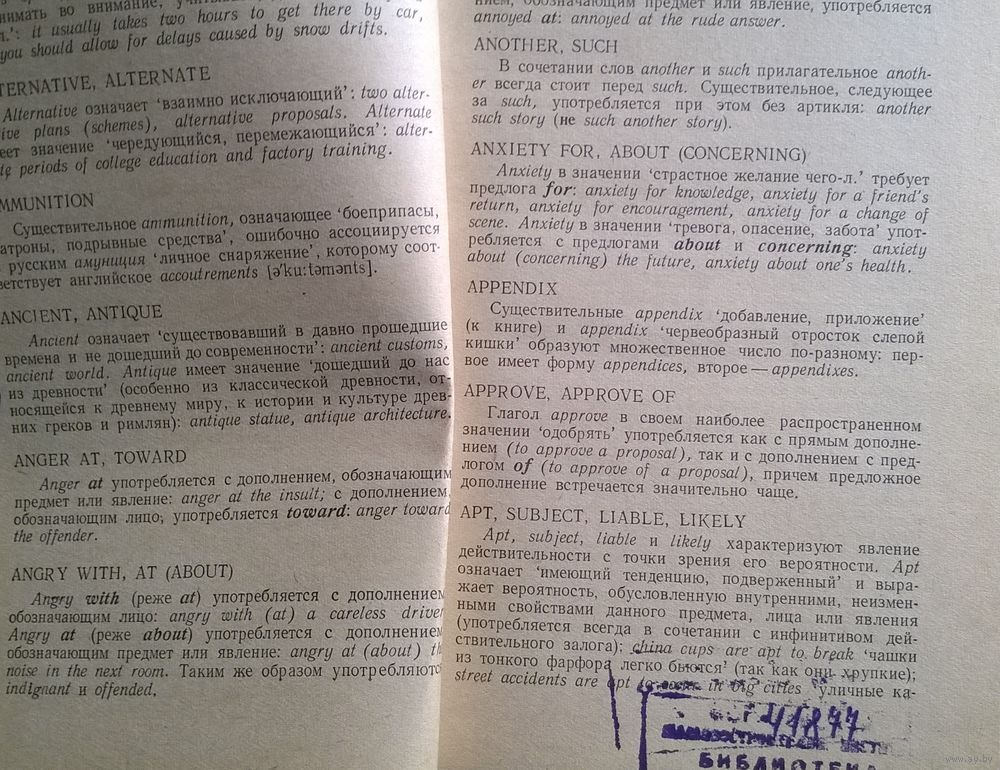 нимать во внимание,
it usually takes two hours to get there by car,
you should allow for delays caused by snow drifts.
TERNATIVE, ALTERNATE
Alternative означает ‘взаимно исключающий’: two alter-
ive plans (schemes), alternative proposals. Alternate
еет значение ‘чередующийся, перемежающийся’: alter-
te periods of college education and factory training.
MMUNITION
Существительное ammunition, означающее ‘боеприпасы,
атроны, подрывные средства’, ошибочно ассоциируется
русским амуниция ‘личное снаряжение’, которому соот-
ветствует английское accoutrements [ə'ku:təmənts].
ANCIENT, ANTIQUE
Ancient означает ‘существовавший в давно прошедшие
времена и не дошедший до современности’: ancient customs,
ancient world. Antique имеет значение ‘дошедший до нас
из древности’ (особенно из классической древности, от-
носящейся к древнему миру, к истории и культуре древ-
них греков и римлян): antique statue, antique architecture.
ANGER AT, TOWARD
Anger at употребляется с дополнением, обозначающим
предмет или явление: anger at the insult; с дополнением,
обозначающим лицо, употребляется toward: anger toward
the offender.
ANGRY WITH, AT (ABOUT)
Angry with (реже at) употребляется с дополнением
обозначающим лицо: angry with (at) a careless driver
Angry at (реже about) употребляется с дополнением
обозначающим предмет или явление: angry at (about) th
noise in the next room. Таким же образом употребляютс
indignant и offended,
нием, обозначающим предмет или явление, употребляется
annoyed at: annoyed at the rude answer.
ANOTHER, SUCH
В сочетании слов another и such прилагательное anoth-
er всегда стоит перед such. Существительное, следующее
за such, употребляется при этом без артикля: another
such story (не such another story).
ANXIETY FOR, ABOUT (CONCERNING)
Anxiety в значении ‘страстное желание чего-л.’ требует
предлога for: anxiety for knowledge, anxiety for a friend's
return, anxiety for encouragement, anxiety for a change of
scene. Anxiety в значении ‘тревога, опасение, забота’ упот-
ребляется с предлогами about и concerning: anxiety
about (concerning) the future, anxiety about one's health.
APPENDIX
Существительные appendix ‘добавление, приложение’
(к книге) и appendix ‘червеобразный отросток слепой
кишки’ образуют множественное число по-разному: пер-
вое имеет форму appendices, второе — appendixes.
APPROVE, APPROVE OF
Глагол approve в своем наиболее распространенном
значении ‘одобрять’ употребляется как с прямым дополне-
нием (to approve a proposal), так и с дополнением с пред-
логом of (to approve of a proposal), причем предложное
дополнение встречается значительно чаще.
APT, SUBJECT, LIABLE, LIKELY
Apt, subject, liable и likely характеризуют явление
действительности с точки зрения его вероятности. Apt
означает ‘имеющий тенденцию, подверженный’ и выра-
жает вероятность, обусловленную внутренними, неизмен-
ными свойствами данного предмета, лица или явления
(употребляется всегда в сочетании с инфинитивом дей-
ствительного залога): china cups are apt to break ‘чашки
из тонкого фарфора легко бьются’ (так как они хрупкие);
street accidents are apt to occur in big cities ‘уличные ка-
41877
БИБЛИОТЕКА
www.ay.by